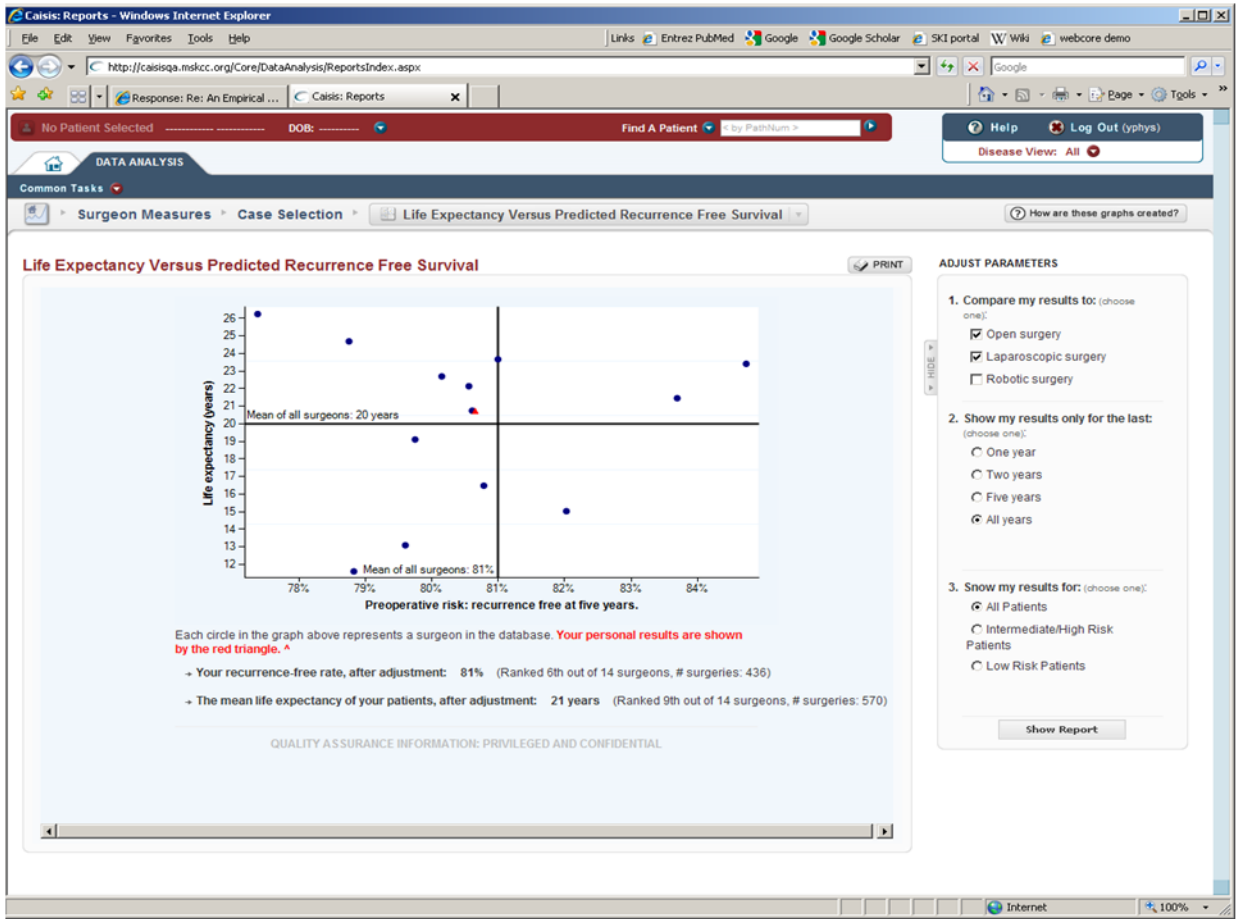 Caisis: Reports - Windows Internet Explorer
File Edit View Favorites Tools Help
Links Entrez PubMed Google Google Scholar SKI portal Wiki webcore demo
http://caisisqa.mskcc.org/Core/DataAnalysis/ReportsIndex.aspx
Google
Response: Re: An Empirical ... Caisis: Reports
Page Tools
No Patient Selected ------------ ------------ DOB: ----------
Find A Patient < by PathNum >
Help Log Out (yphys)
Disease View: All
DATA ANALYSIS
Common Tasks
Surgeon Measures Case Selection Life Expectancy Versus Predicted Recurrence Free Survival
How are these graphs created?
Life Expectancy Versus Predicted Recurrence Free Survival
PRINT
Life expectancy (years)
26
25
24
23
22
21
20
19
18
17
16
15
14
13
12
Mean of all surgeons: 20 years
Mean of all surgeons: 81%
78% 79% 80% 81% 82% 83% 84%
Preoperative risk: recurrence free at five years.
Each circle in the graph above represents a surgeon in the database. Your personal results are shown
by the red triangle. ^
→ Your recurrence-free rate, after adjustment: 81% (Ranked 6th out of 14 surgeons, # surgeries: 436)
→ The mean life expectancy of your patients, after adjustment: 21 years (Ranked 9th out of 14 surgeons, # surgeries: 570)
QUALITY ASSURANCE INFORMATION: PRIVILEGED AND CONFIDENTIAL
HIDE
ADJUST PARAMETERS
1. Compare my results to: (choose
one):
Open surgery
Laparoscopic surgery
Robotic surgery
2. Show my results only for the last:
(choose one):
One year
Two years
Five years
All years
3. Show my results for: (choose one):
All Patients
Intermediate/High Risk
Patients
Low Risk Patients
Show Report
Internet
100%